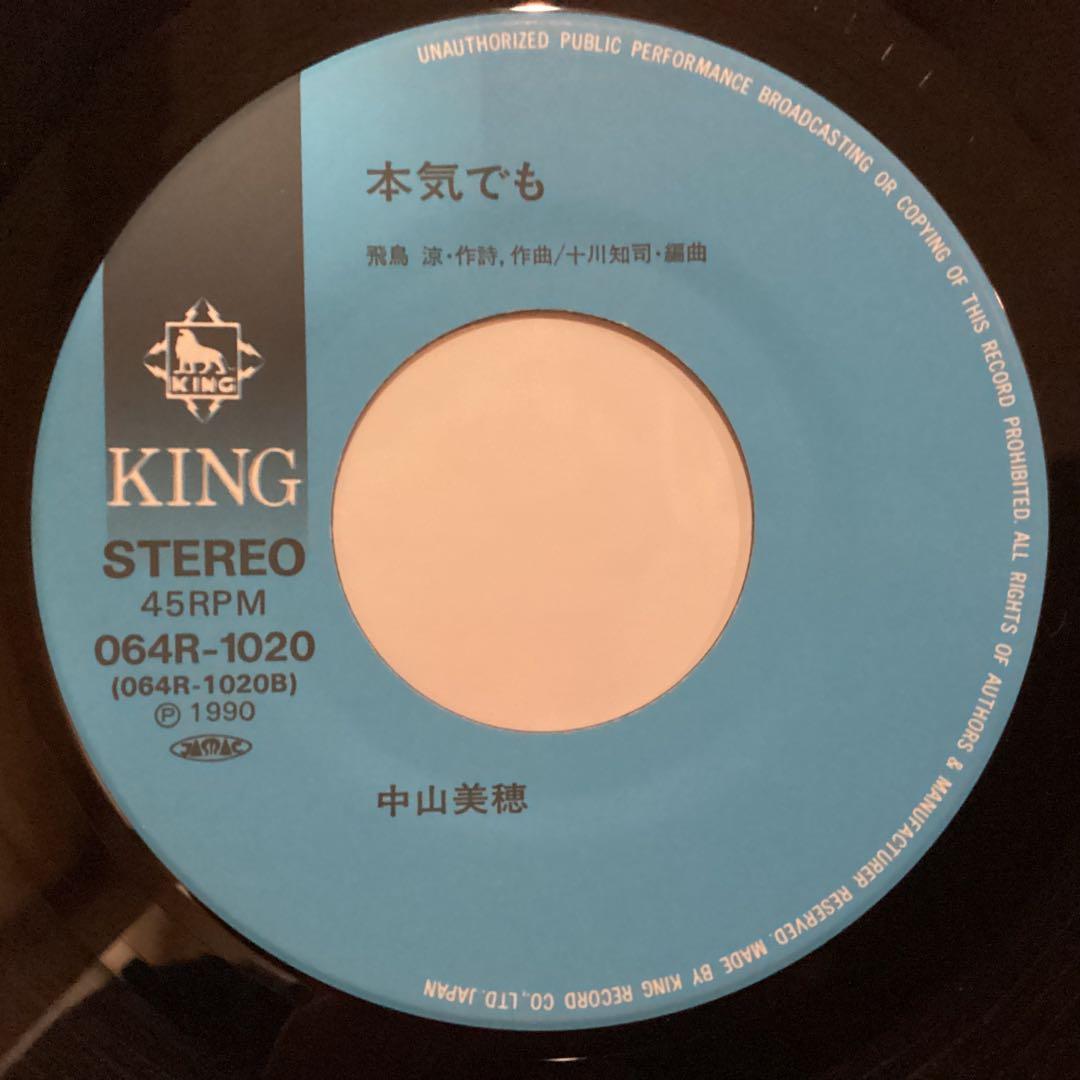 本気でも
飛鳥 涼・作詩, 作曲/十川知司・編曲
KING
KING
STEREO
45RPM
064R-1020
(064R-1020B)
Ⓟ 1990
JASMAC
中山美穂
UNAUTHORIZED PUBLIC PERFORMANCE BROADCASTING OR COPYING OF THIS RECORD PROHIBITED. ALL RIGHTS OF AUTHORS & MANUFACTURER RESERVED. MADE BY KING RECORD CO., LTD. JAPAN